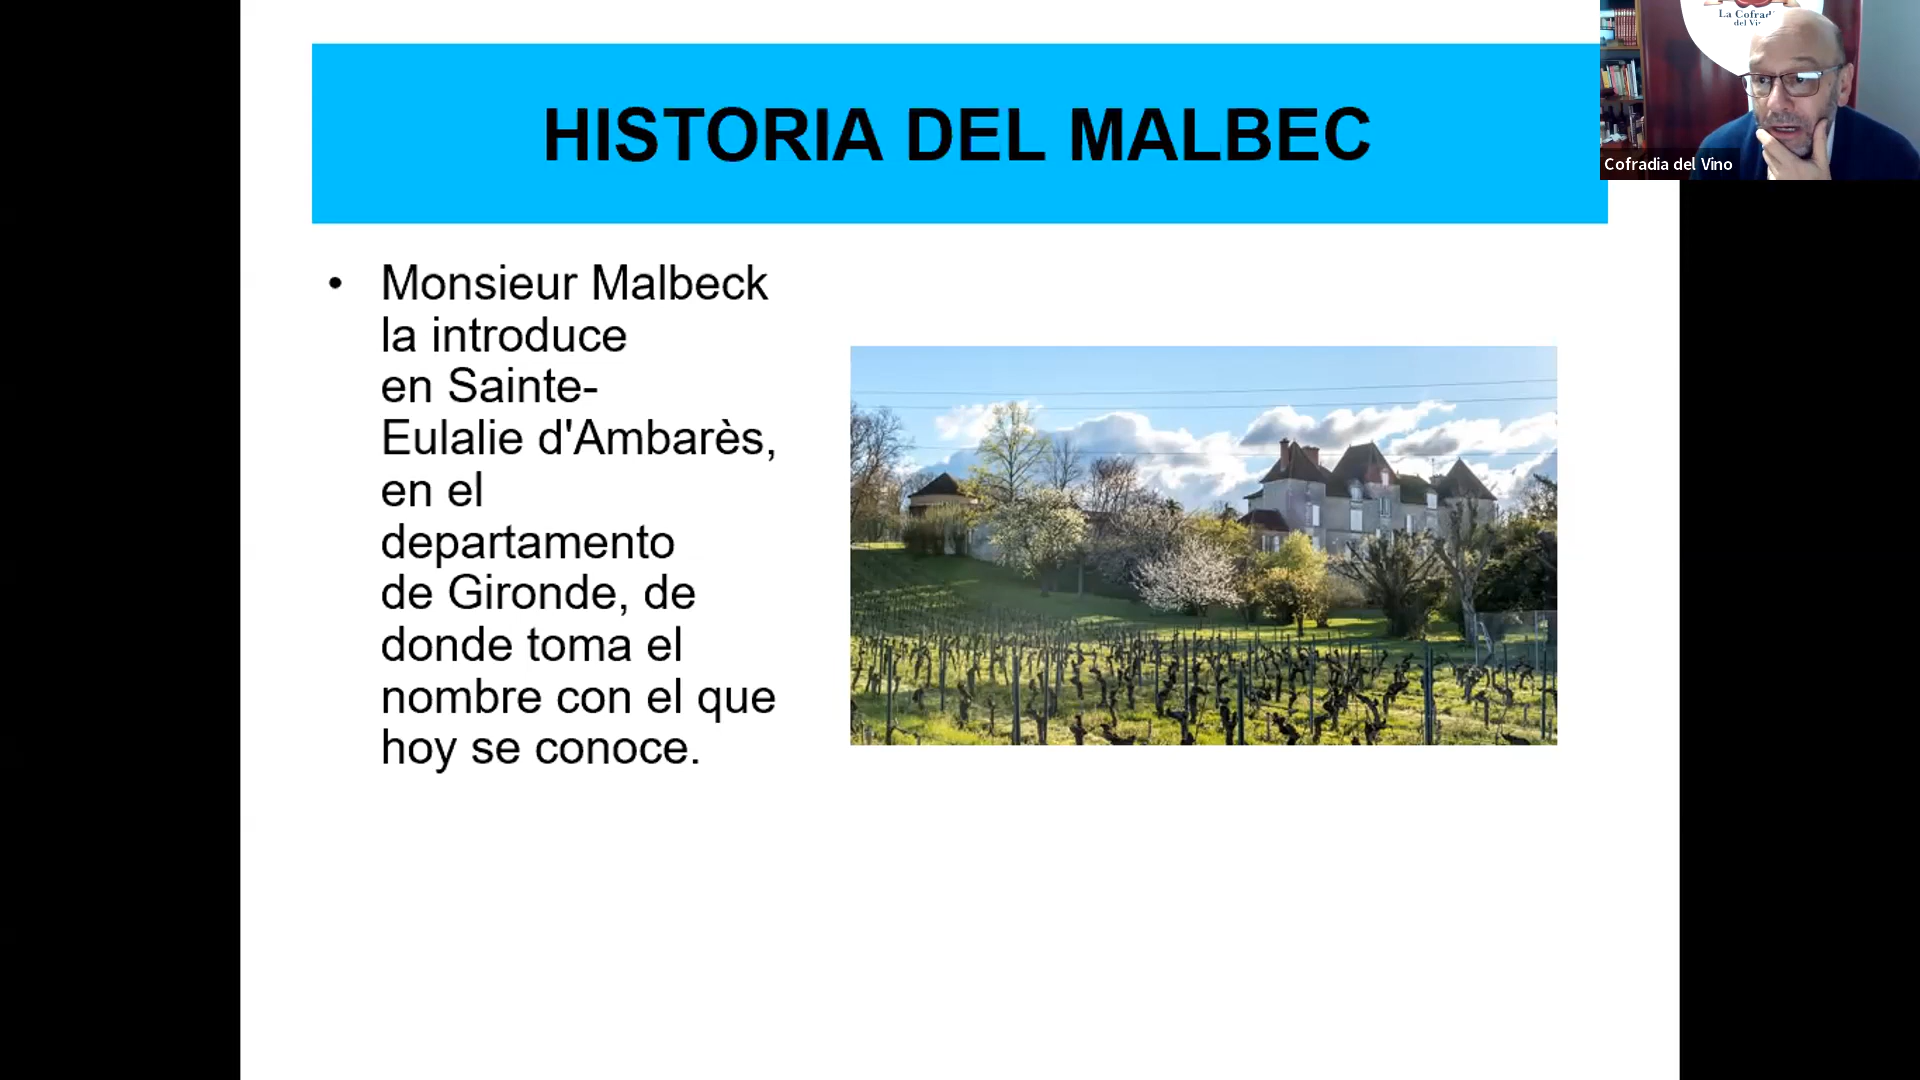 HISTORIA DEL MALBEC
• Monsieur Malbeck
la introduce
en Sainte-
Eulalie d'Ambarès,
en el
departamento
de Gironde, de
donde toma el
nombre con el que
hoy se conoce.
La Cofradía
del Vino
Cofradia del Vino